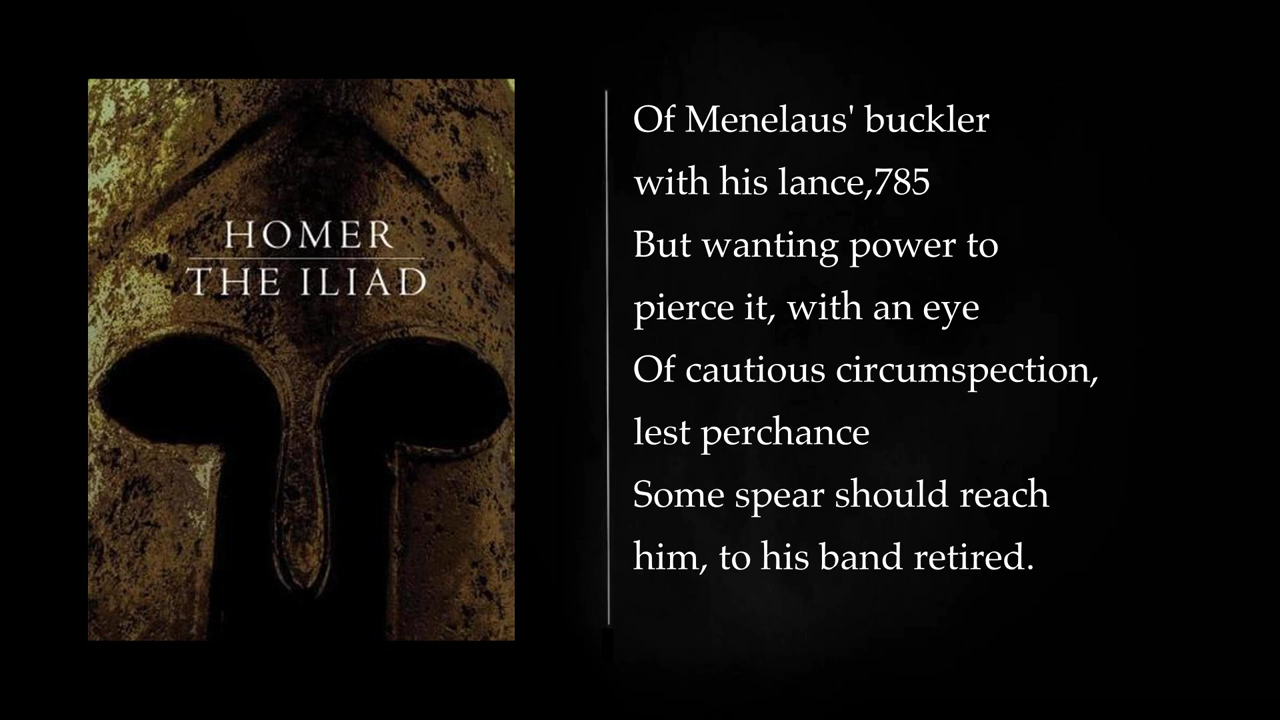 HOMER
THE ILIAD
Of Menelaus' buckler
with his lance,785
But wanting power to
pierce it, with an eye
Of cautious circumspection,
lest perchance
Some spear should reach
him, to his band retired.